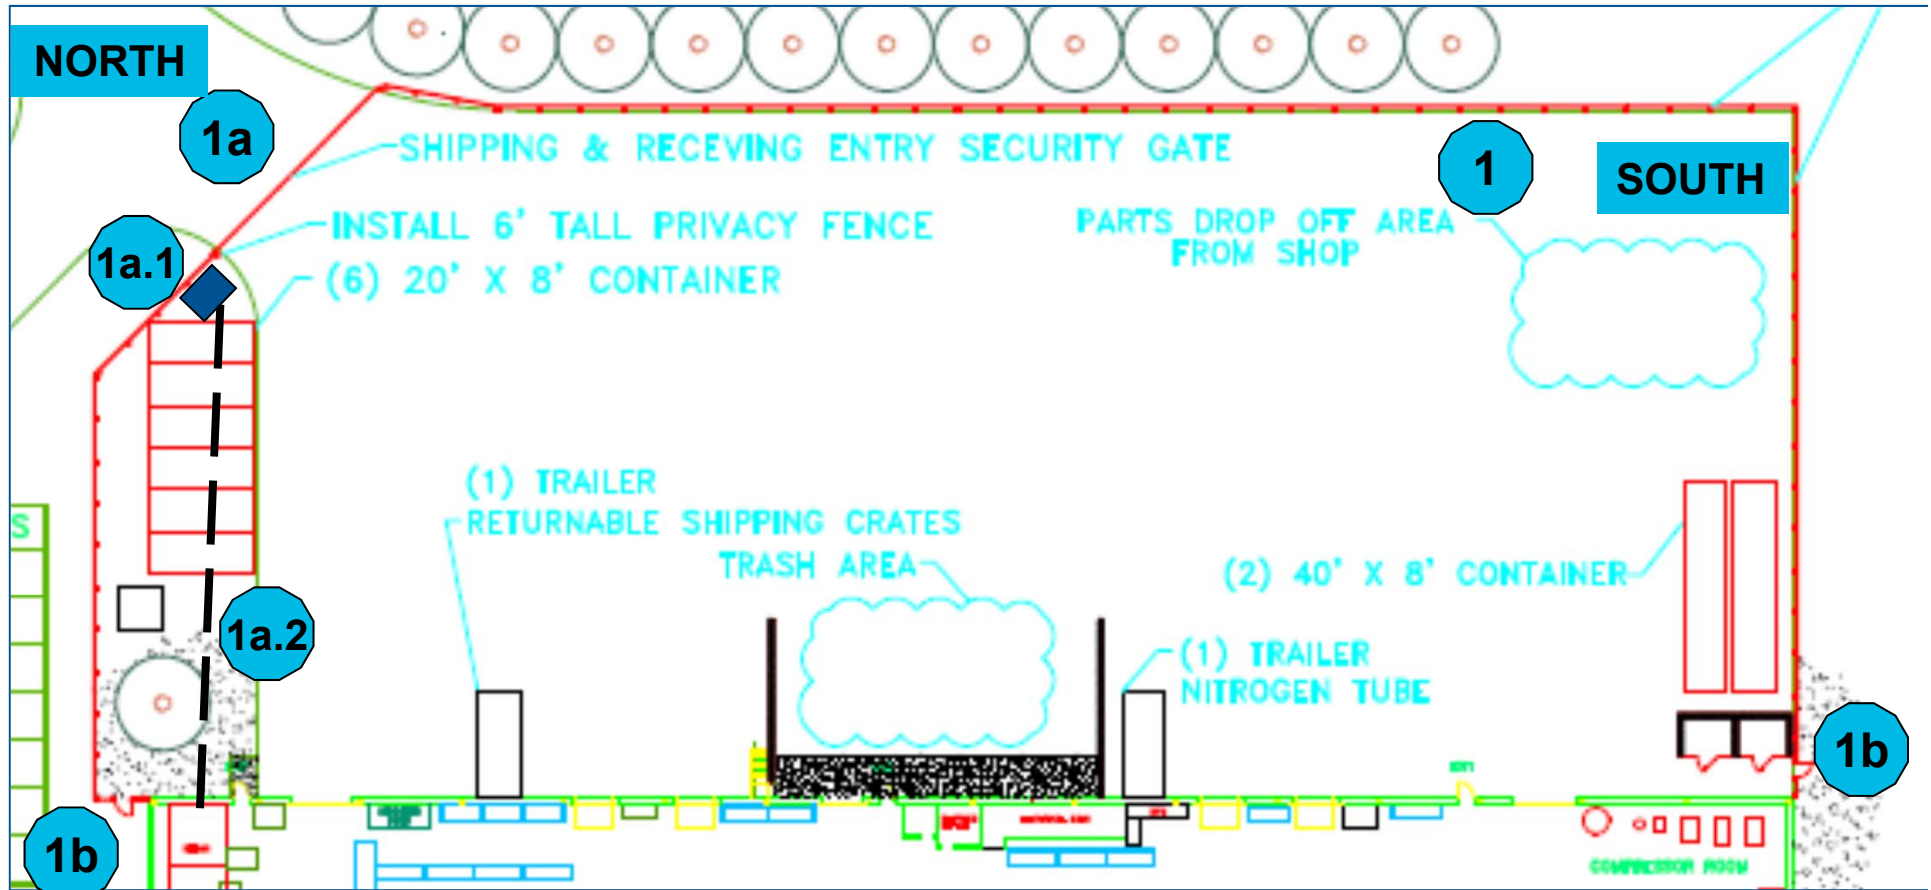 NORTH
1a
SHIPPING & RECEVING ENTRY SECURITY GATE
1
SOUTH
1a.1
INSTALL 6' TALL PRIVACY FENCE
PARTS DROP OFF AREA
FROM SHOP
(6) 20' X 8' CONTAINER
(1) TRAILER
RETURNABLE SHIPPING CRATES
S
TRASH AREA
(2) 40' X 8' CONTAINER
1a.2
(1) TRAILER
NITROGEN TUBE
1b
1b
COMPRESSOR ROOM